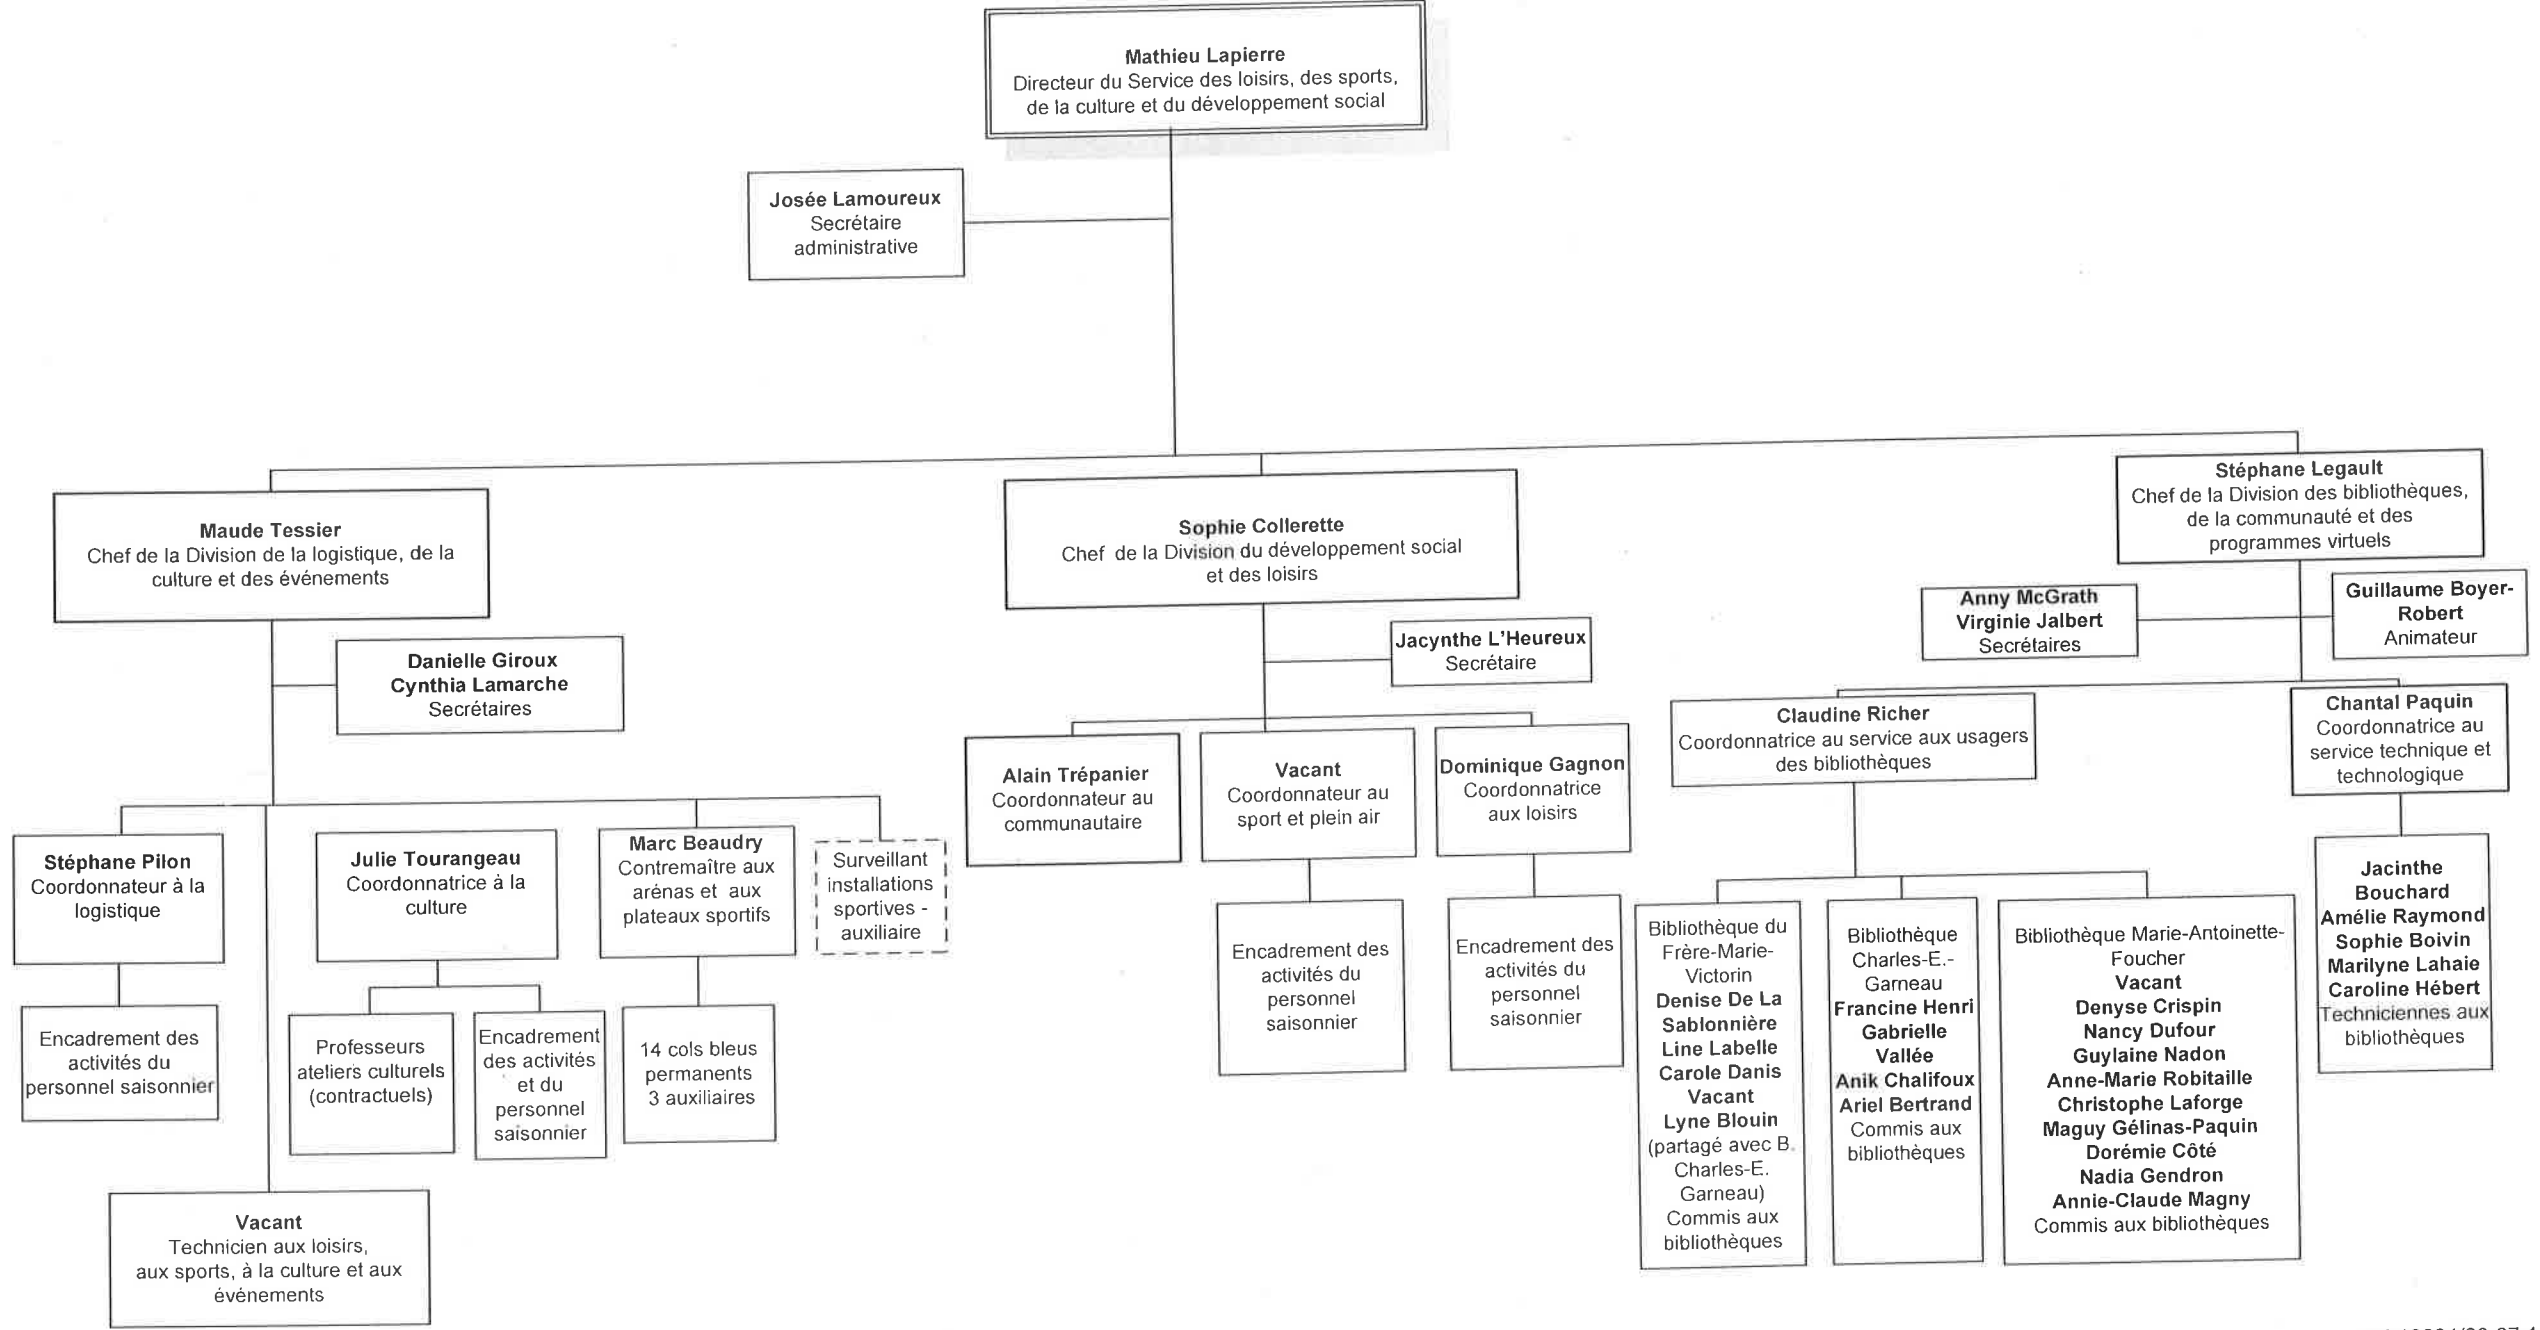 Mathieu Lapierre
Directeur du Service des loisirs, des sports,
de la culture et du développement social
Josée Lamoureux
Secrétaire
administrative
Maude Tessier
Chef de la Division de la logistique, de la
culture et des événements
Sophie Collerette
Chef de la Division du développement social
et des loisirs
Stéphane Legault
Chef de la Division des bibliothèques,
de la communauté et des
programmes virtuels
Danielle Giroux
Cynthia Lamarche
Secrétaires
Jacynthe L'Heureux
Secrétaire
Anny McGrath
Virginie Jalbert
Secrétaires
Guillaume Boyer-
Robert
Animateur
Stéphane Pilon
Coordonnateur à la
logistique
Julie Tourangeau
Coordonnatrice à la
culture
Marc Beaudry
Contremaître aux
arénas et aux
plateaux sportifs
Surveillant
installations
sportives -
auxiliaire
Alain Trépanier
Coordonnateur au
communautaire
Vacant
Coordonnateur au
sport et plein air
Dominique Gagnon
Coordonnatrice
aux loisirs
Claudine Richer
Coordonnatrice au service aux usagers
des bibliothèques
Chantal Paquin
Coordonnatrice au
service technique et
technologique
Encadrement des
activités du
personnel saisonnier
Professeurs
ateliers culturels
(contractuels)
Encadrement
des activités
et du
personnel
saisonnier
14 cols bleus
permanents
3 auxiliaires
Encadrement des
activités du
personnel
saisonnier
Encadrement des
activités du
personnel
saisonnier
Bibliothèque du
Frère-Marie-
Victorin
Denise De La
Sablonnière
Line Labelle
Carole Danis
Vacant
Lyne Blouin
(partagé avec B.
Charles-E.
Garneau)
Commis aux
bibliothèques
Bibliothèque
Charles-E.-
Garneau
Francine Henri
Gabrielle
Vallée
Anik Chalifoux
Ariel Bertrand
Commis aux
bibliothèques
Bibliothèque Marie-Antoinette-
Foucher
Vacant
Denyse Crispin
Nancy Dufour
Guylaine Nadon
Anne-Marie Robitaille
Christophe Laforge
Maguy Gélinas-Paquin
Dorémie Côté
Nadia Gendron
Annie-Claude Magny
Commis aux bibliothèques
Jacinthe
Bouchard
Amélie Raymond
Sophie Boivin
Marilyne Lahaie
Caroline Hébert
Techniciennes aux
bibliothèques
Vacant
Technicien aux loisirs,
aux sports, à la culture et aux
événements